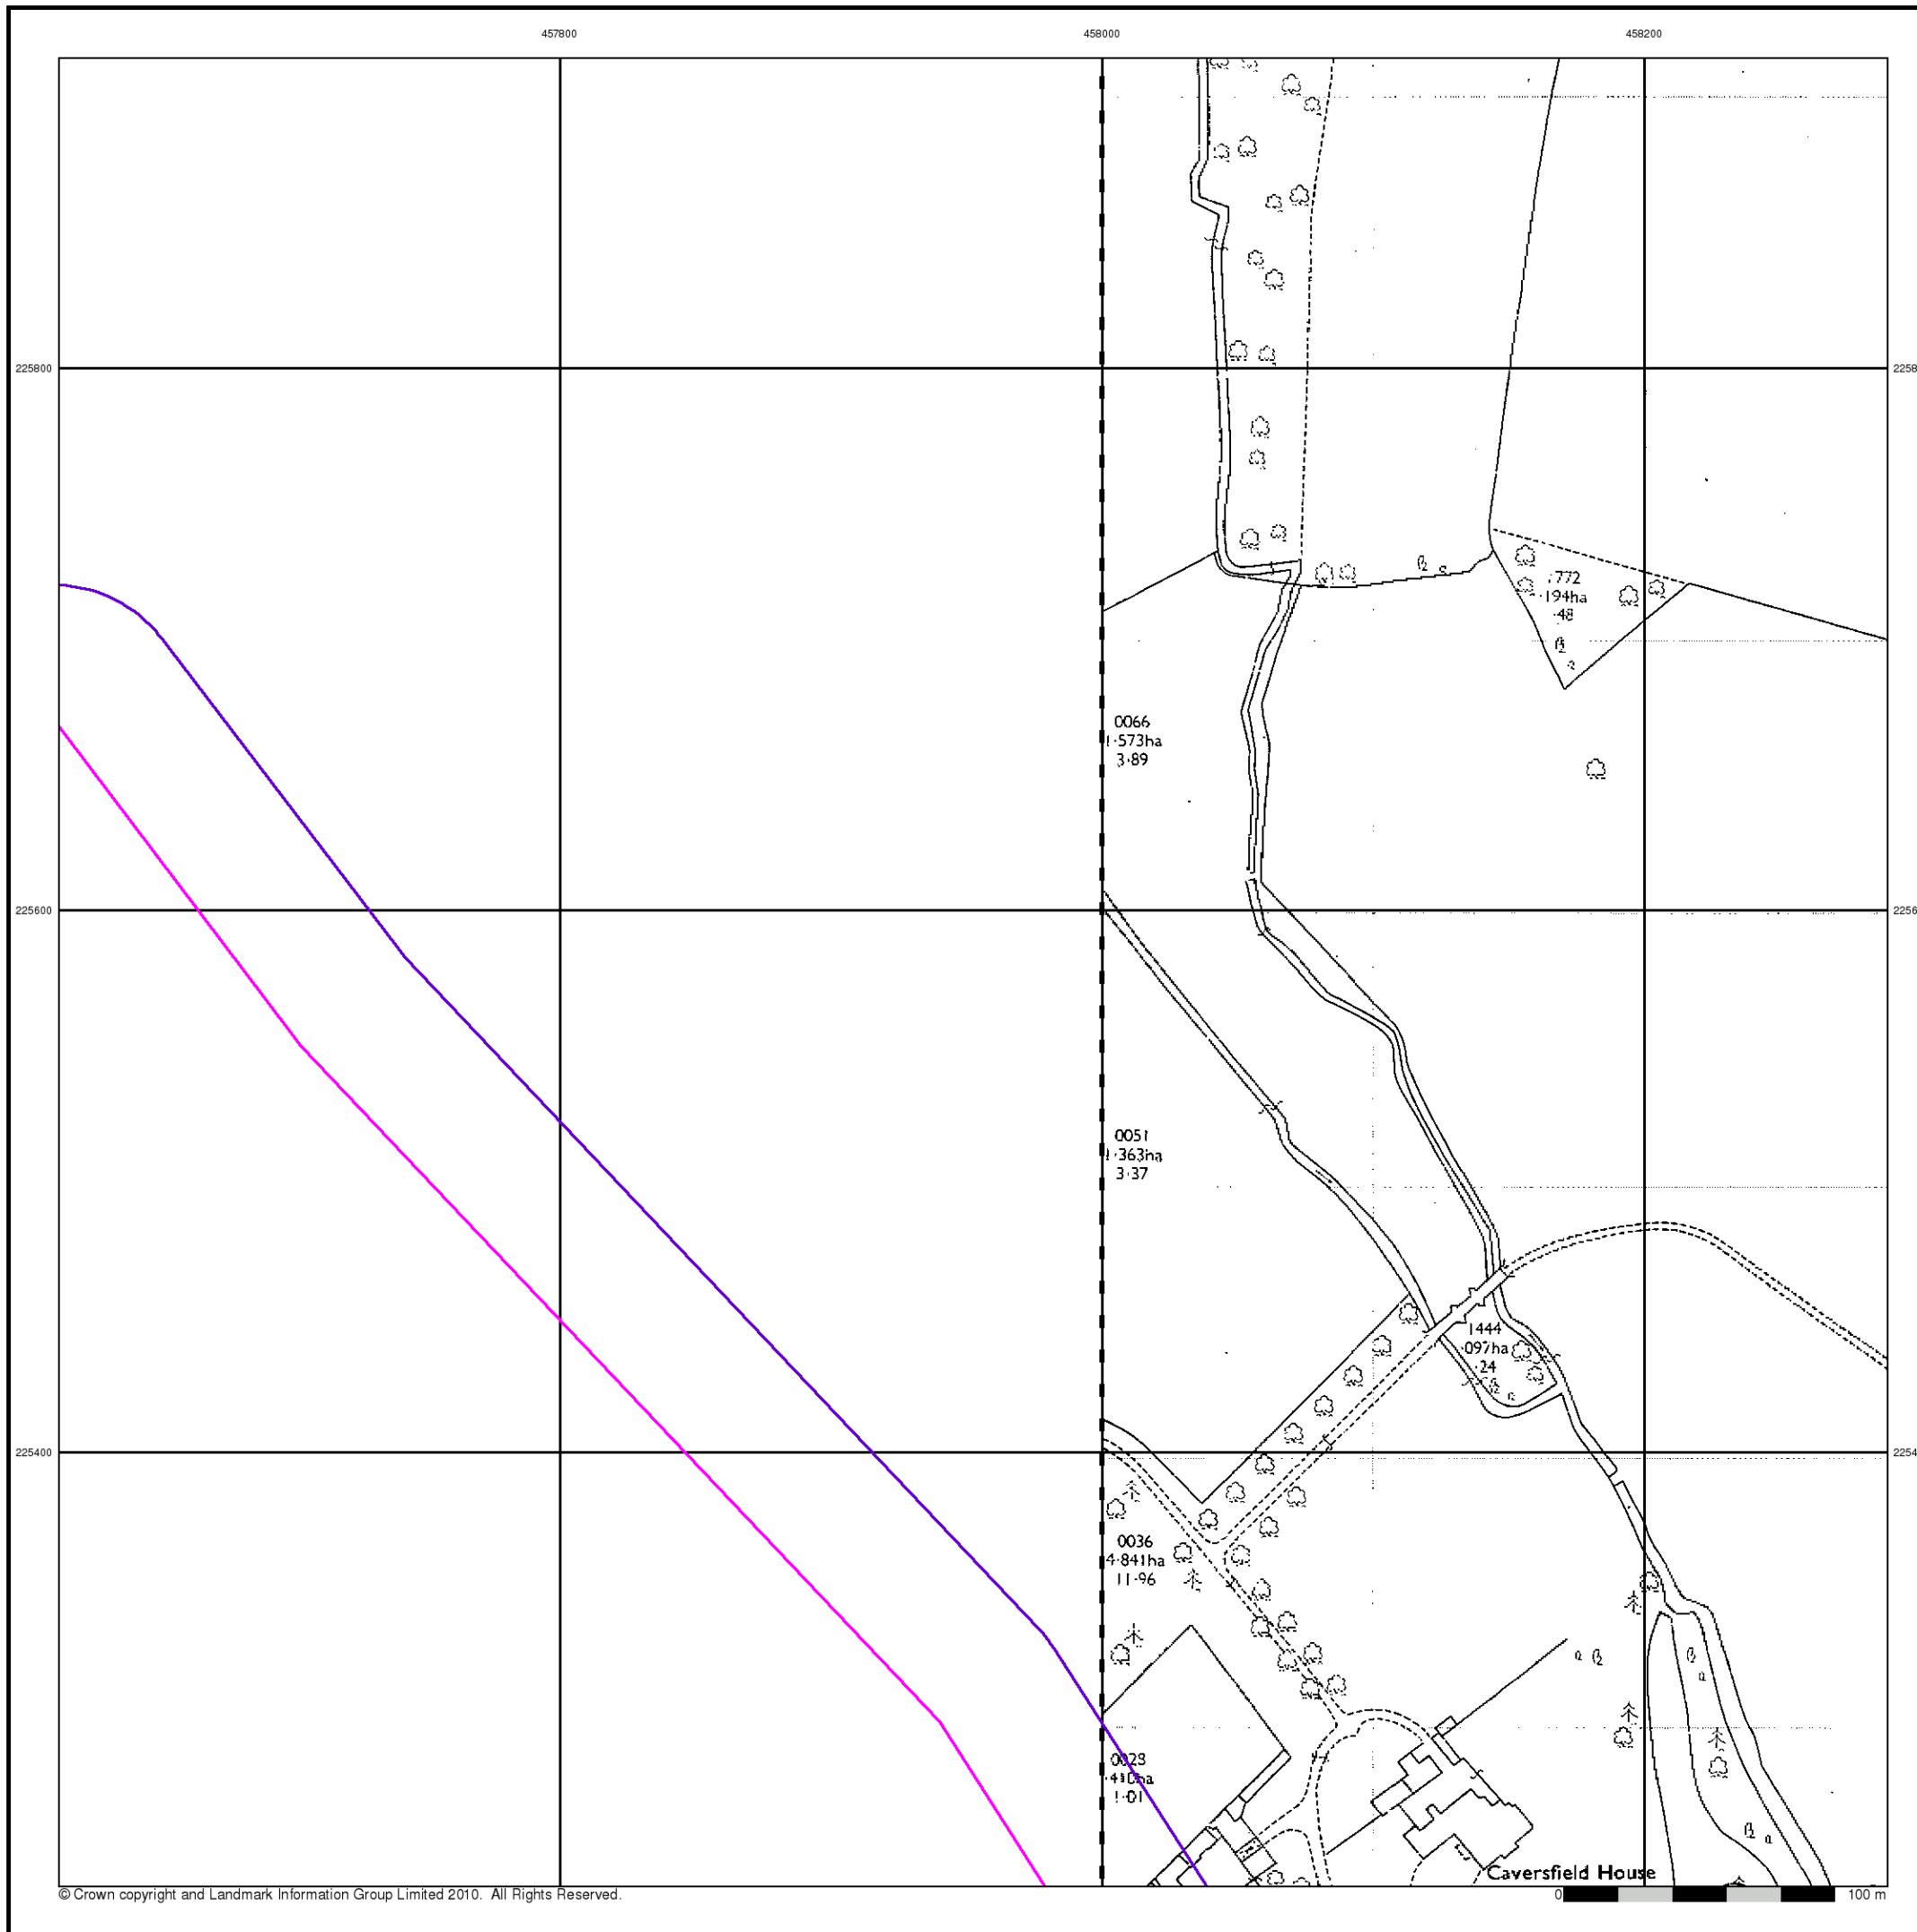 457800
458000
458200
225800
2258
·194ha
·48
0066
1·573ha
3·89
225600
2256
0051
1·363ha
3·37
1444
·097ha
·24
225400
2254
0036
4·841ha
11·96
1·01
Caversfield House
© Crown copyright and Landmark Information Group Limited 2010. All Rights Reserved.
0 100 m